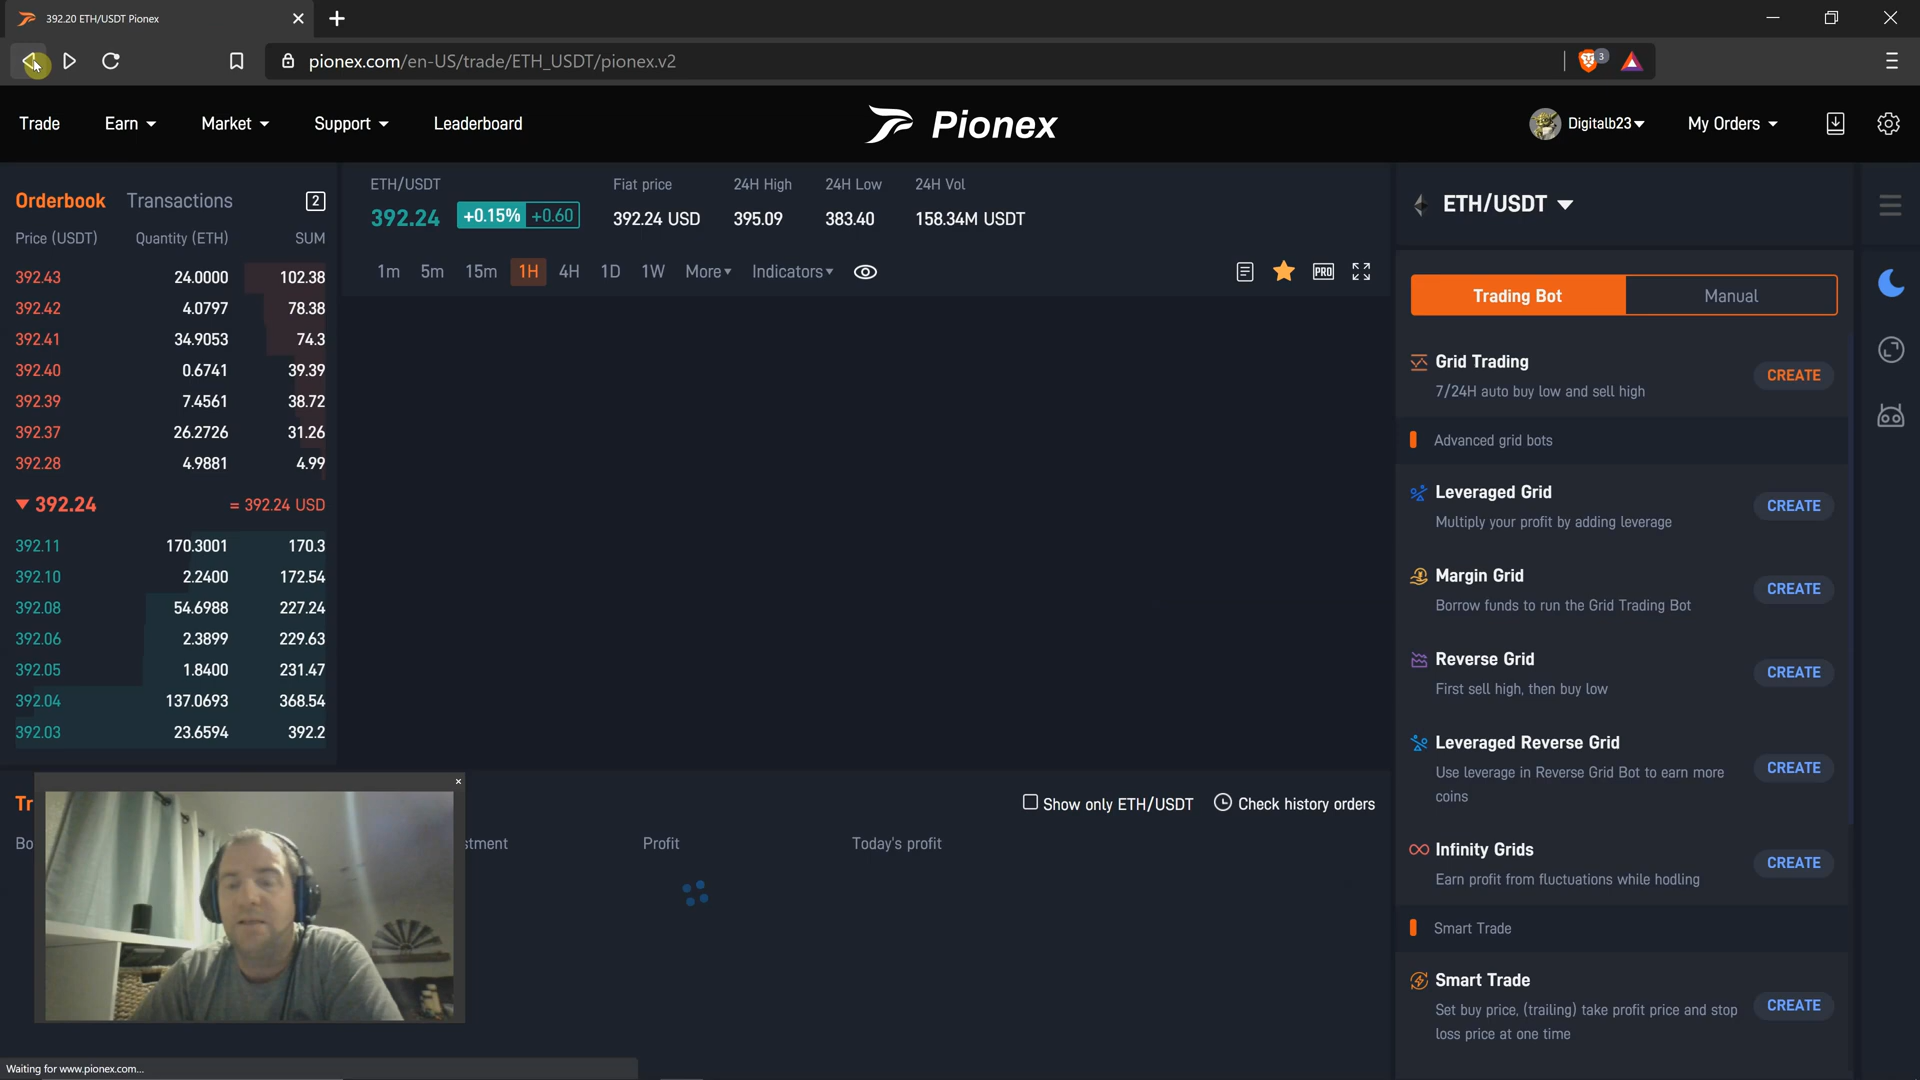 392.20 ETH/USDT Pionex
pionex.com/en-US/trade/ETH_USDT/pionex.v2
3
Trade
Earn
Market
Support
Leaderboard
Pionex
Digitalb23
My Orders
Orderbook
Transactions
2
Price (USDT) Quantity (ETH) SUM
392.43 24.0000 102.38
392.42 4.0797 78.38
392.41 34.9053 74.3
392.40 0.6741 39.39
392.39 7.4561 38.72
392.37 26.2726 31.26
392.28 4.9881 4.99
392.24 = 392.24 USD
392.11 170.3001 170.3
392.10 2.2400 172.54
392.08 54.6988 227.24
392.06 2.3899 229.63
392.05 1.8400 231.47
392.04 137.0693 368.54
392.03 23.6594 392.2
ETH/USDT Fiat price 24H High 24H Low 24H Vol
392.24 +0.15% +0.60 392.24 USD 395.09 383.40 158.34M USDT
1m 5m 15m 1H 4H 1D 1W More Indicators
PRO
ETH/USDT
Trading Bot
Manual
Grid Trading
7/24H auto buy low and sell high
CREATE
Advanced grid bots
Leveraged Grid
Multiply your profit by adding leverage
CREATE
Margin Grid
Borrow funds to run the Grid Trading Bot
CREATE
Reverse Grid
First sell high, then buy low
CREATE
Leveraged Reverse Grid
Use leverage in Reverse Grid Bot to earn more
coins
CREATE
Infinity Grids
Earn profit from fluctuations while hodling
CREATE
Smart Trade
Smart Trade
Set buy price, (trailing) take profit price and stop
loss price at one time
CREATE
Tr
Show only ETH/USDT
Check history orders
Bo stment Profit Today's profit
Waiting for www.pionex.com...